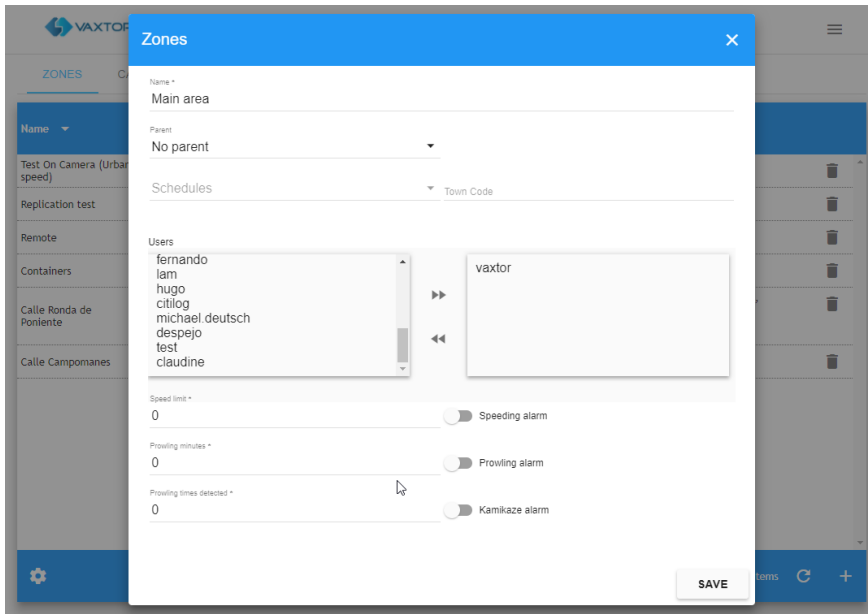 VAXTOR
Zones
ZONES
Name *
Main area
Name
Parent
No parent
Test On Camera (Urban
speed)
Schedules
Town Code
Replication test
Remote
Users
Containers
fernando
lam
hugo
citilog
michael.deutsch
despejo
test
claudine
vaxtor
Calle Ronda de
Poniente
Calle Campomanes
Speed limit *
0
Speeding alarm
Prowling minutes *
0
Prowling alarm
Prowling times detected *
0
Kamikaze alarm
SAVE